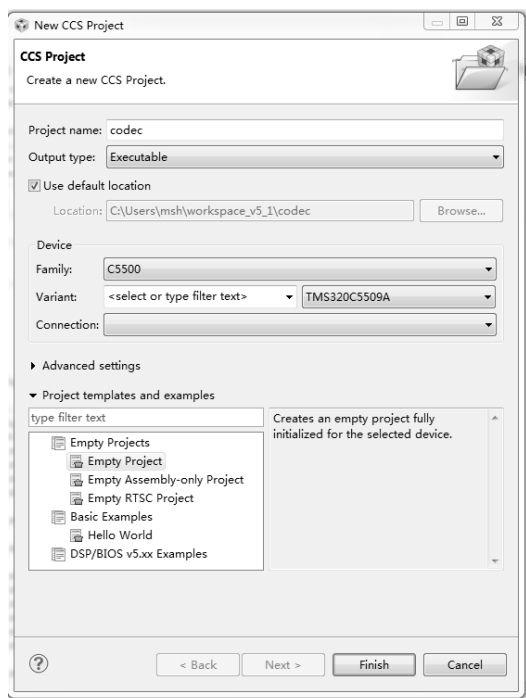 New CCS Project
CCS Project
Create a new CCS Project.
Project name: codec
Output type: Executable
Use default location
Location: C:\Users\msh\workspace_v5_1\codec Browse...
Device
Family: C5500
Variant: <select or type filter text> TMS320C5509A
Connection:
Advanced settings
Project templates and examples
type filter text
Empty Projects
Empty Project
Empty Assembly-only Project
Empty RTSC Project
Basic Examples
Hello World
DSP/BIOS v5.xx Examples
Creates an empty project fully
initialized for the selected device.
? < Back Next > Finish Cancel